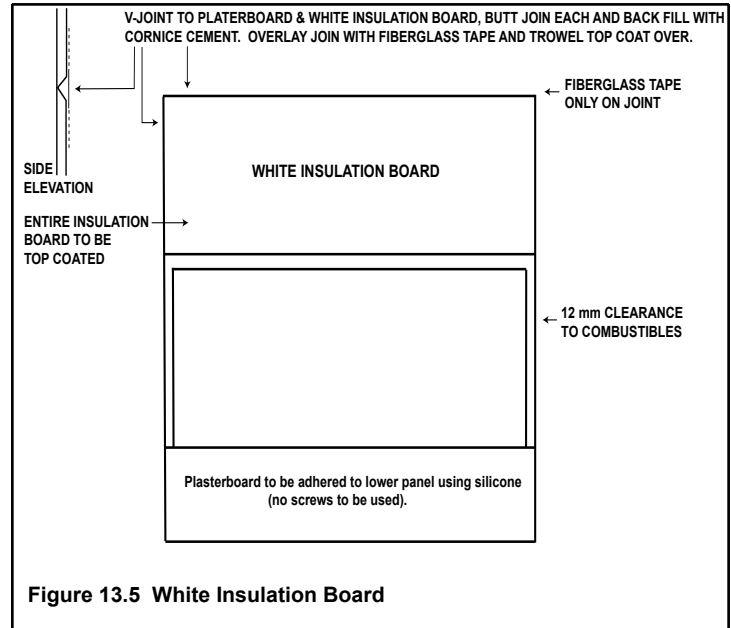 V-JOINT TO PLATERBOARD & WHITE INSULATION BOARD, BUTT JOIN EACH AND BACK FILL WITH
CORNICE CEMENT. OVERLAY JOIN WITH FIBERGLASS TAPE AND TROWEL TOP COAT OVER.
FIBERGLASS TAPE
ONLY ON JOINT
SIDE
ELEVATION
WHITE INSULATION BOARD
ENTIRE INSULATION
BOARD TO BE
TOP COATED
12 mm CLEARANCE
TO COMBUSTIBLES
Plasterboard to be adhered to lower panel using silicone
(no screws to be used).
Figure 13.5 White Insulation Board